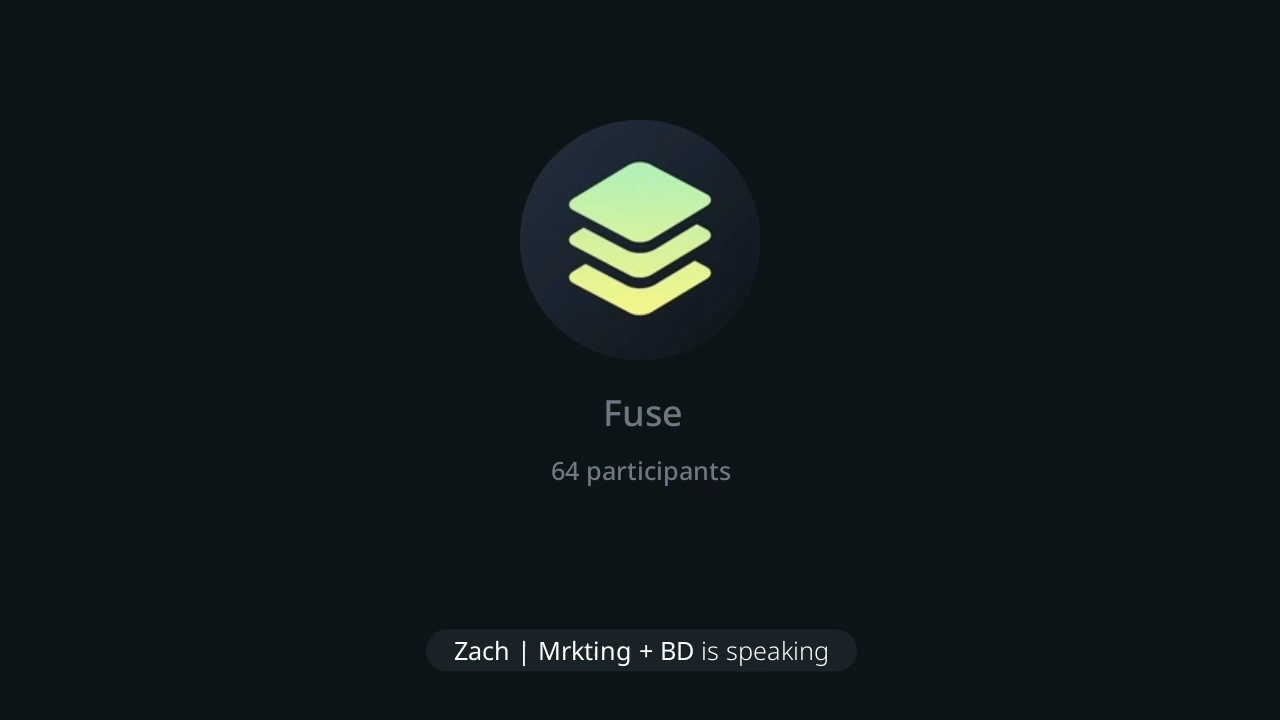 Fuse
64 participants
Zach | Mrkting + BD is speaking